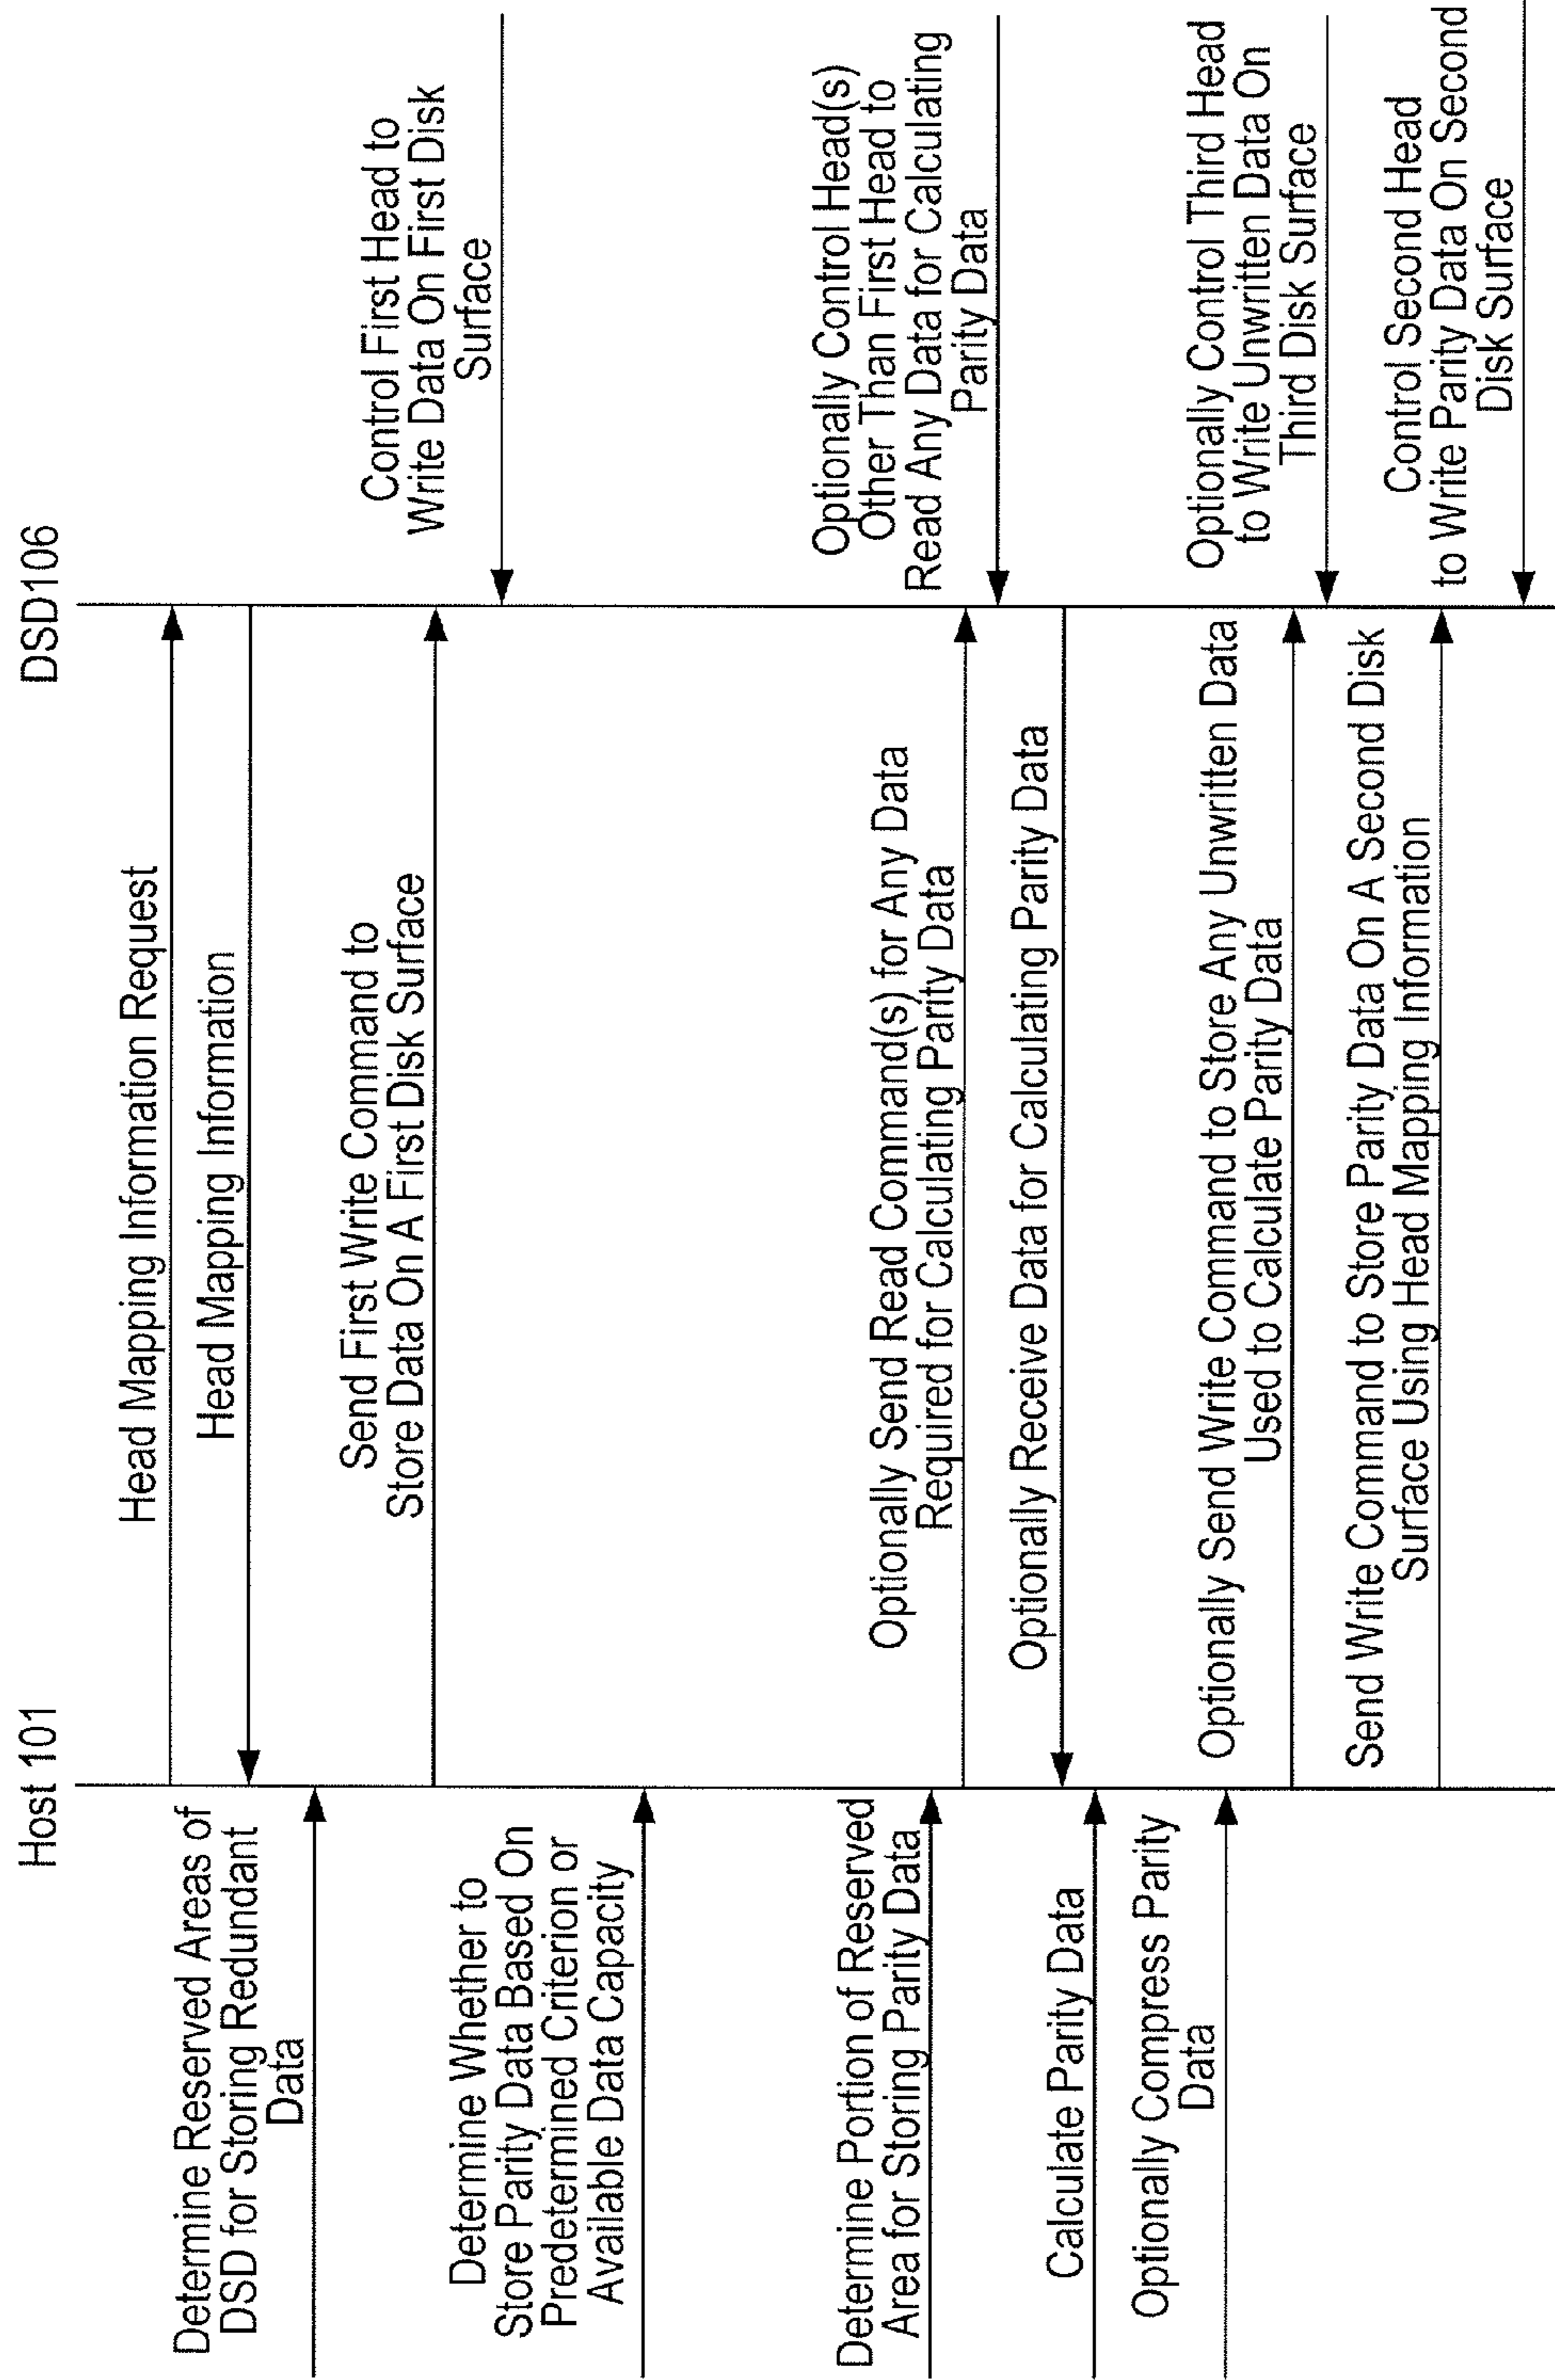 Host 101
DSD106
Head Mapping Information Request
Head Mapping Information
Determine Reserved Areas of
DSD for Storing Redundant
Data
Send First Write Command to
Store Data On A First Disk Surface
Control First Head to
Write Data On First Disk
Surface
Determine Whether to
Store Parity Data Based On
Predetermined Criterion or
Available Data Capacity
Determine Portion of Reserved
Area for Storing Parity Data
Optionally Send Read Command(s) for Any Data
Required for Calculating Parity Data
Optionally Control Head(s)
Other Than First Head to
Read Any Data for Calculating
Parity Data
Optionally Receive Data for Calculating Parity Data
Calculate Parity Data
Optionally Compress Parity
Data
Optionally Send Write Command to Store Any Unwritten Data
Used to Calculate Parity Data
Optionally Control Third Head
to Write Unwritten Data On
Third Disk Surface
Send Write Command to Store Parity Data On A Second Disk
Surface Using Head Mapping Information
Control Second Head
to Write Parity Data On Second
Disk Surface